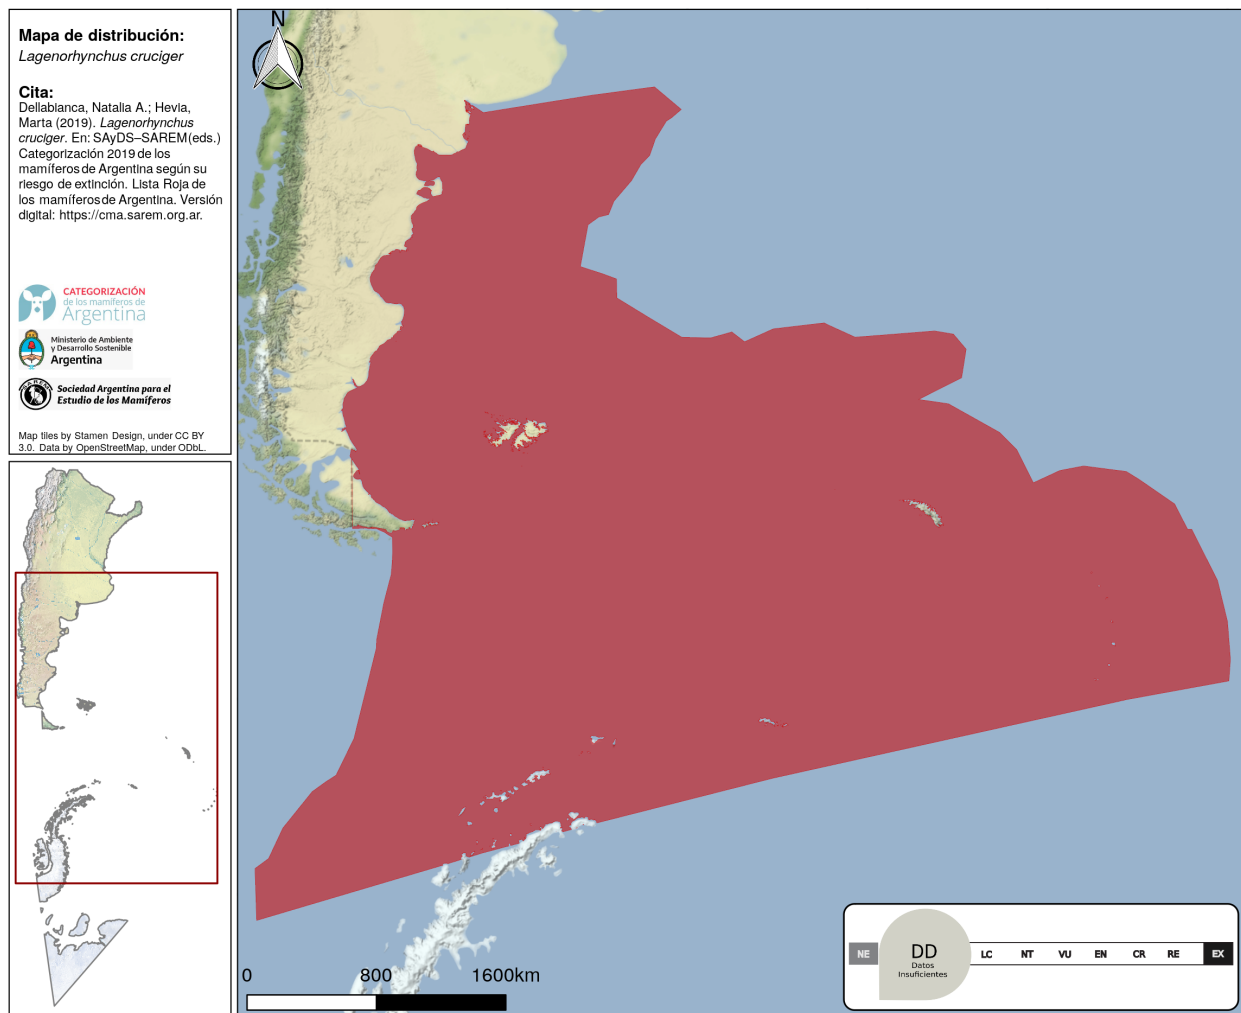 Mapa de distribución:
Lagenorhynchus cruciger
Cita:
Dellabianca, Natalia A.; Hevia,
Marta (2019). Lagenorhynchus
cruciger. En: SAyDS–SAREM (eds.)
Categorización 2019 de los
mamíferos de Argentina según su
riesgo de extinción. Lista Roja de
los mamíferos de Argentina. Versión
digital: https://cma.sarem.org.ar.
CATEGORIZACIÓN
de los mamíferos de
Argentina
Ministerio de Ambiente
y Desarrollo Sostenible
Argentina
SAREM
Sociedad Argentina para el
Estudio de los Mamíferos
Map tiles by Stamen Design, under CC BY
3.0. Data by OpenStreetMap, under ODbL.
N
0 800 1600km
NE DD LC NT VU EN CR RE EX
Datos
Insuficientes